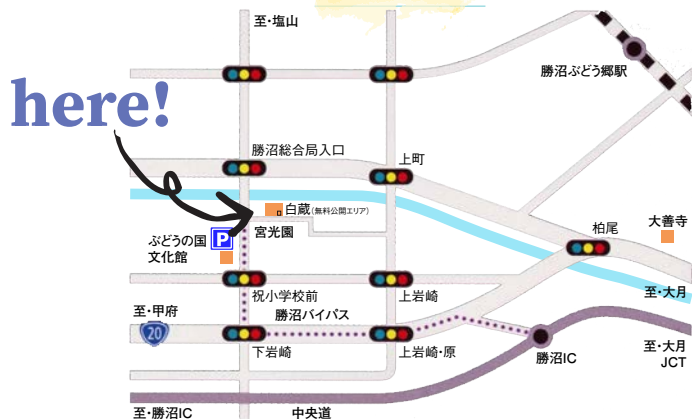 至・塩山
勝沼ぶどう郷駅
here!
勝沼総合局入口
上町
白蔵(無料公開エリア)
大善寺
柏尾
P
宮光園
ぶどうの国
文化館
祝小学校前
上岩崎
至・大月
至・甲府
勝沼バイパス
20
下岩崎
上岩崎・原
勝沼IC
至・大月
JCT
至・勝沼IC
中央道